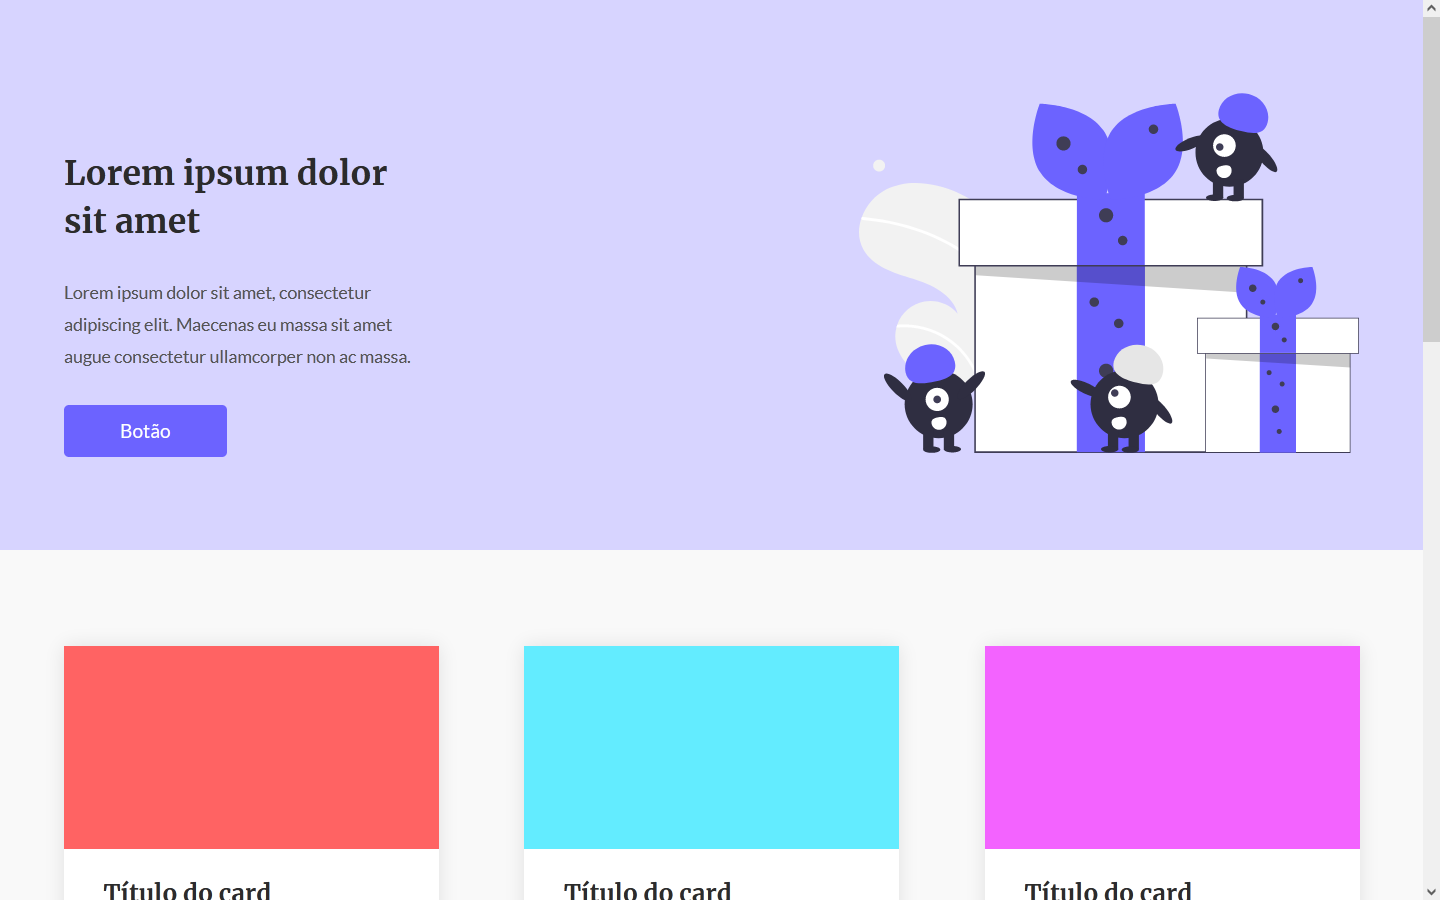 Lorem ipsum dolor
sit amet
Lorem ipsum dolor sit amet, consectetur
adipiscing elit. Maecenas eu massa sit amet
augue consectetur ullamcorper non ac massa.
Botão
Título do card
Título do card
Título do card